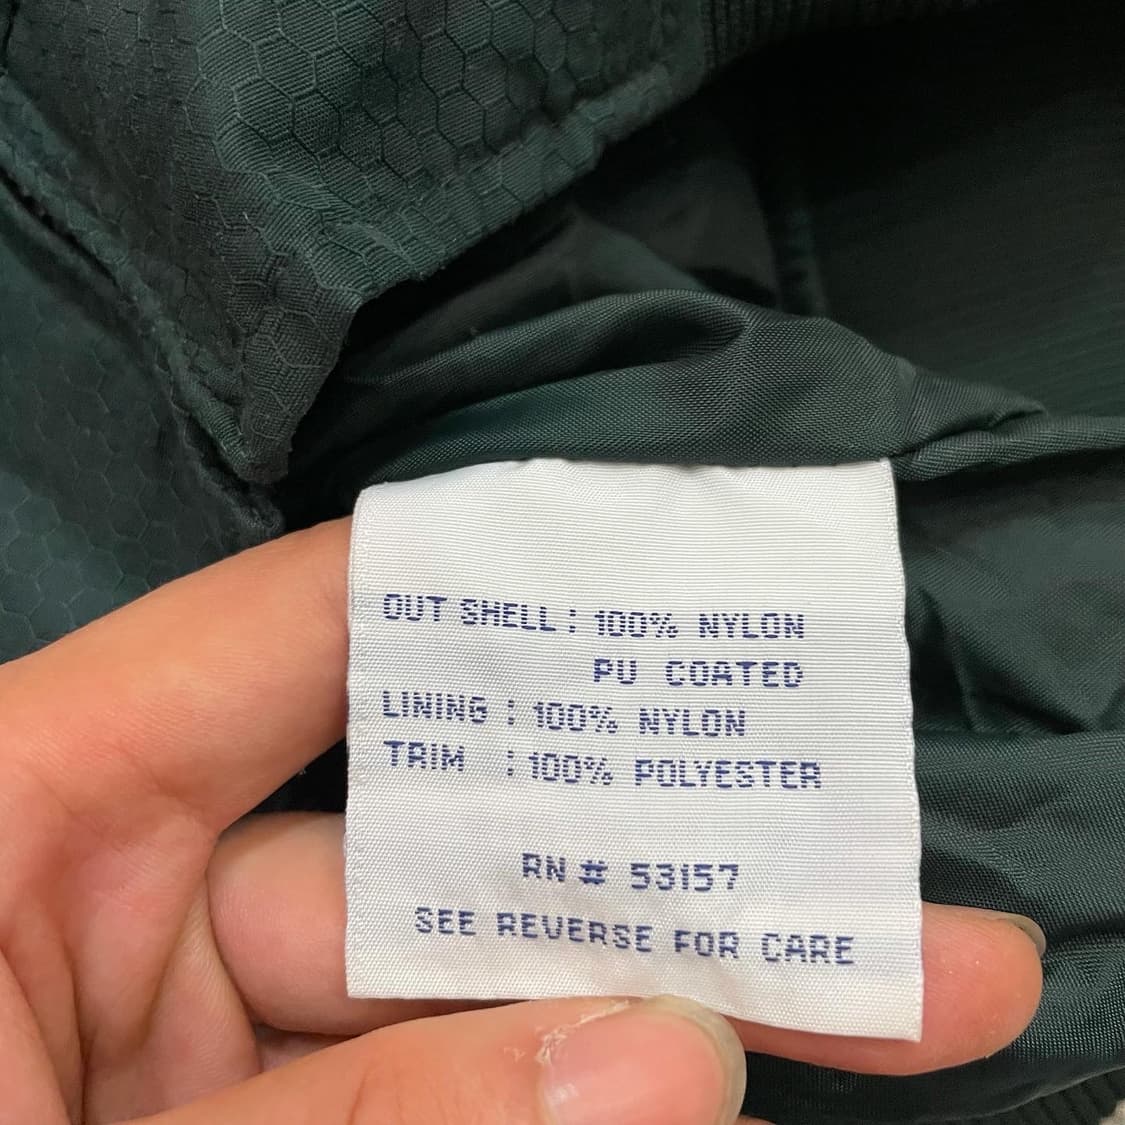 OUT SHELL : 100% NYLON
PU COATED
LINING : 100% NYLON
TRIM : 100% POLYESTER
RN # 53157
SEE REVERSE FOR CARE